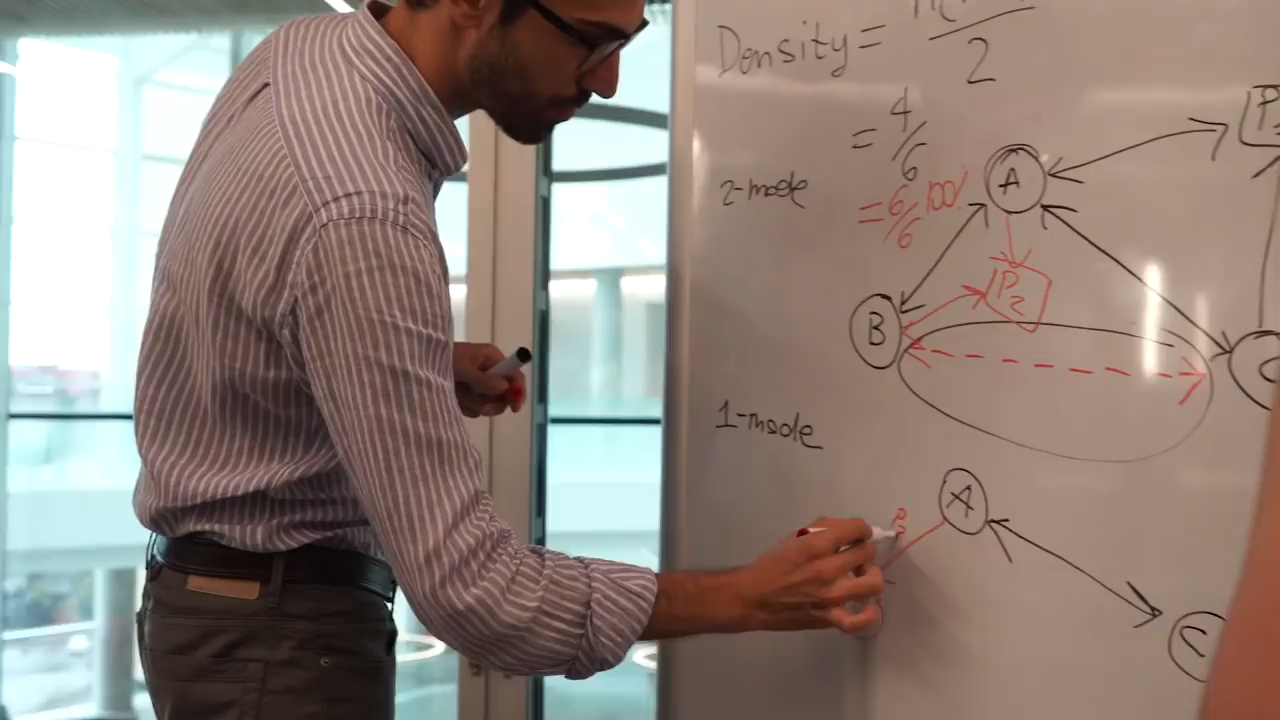 Density =
2
= 4/6
2-mode
= 6/6 100%
A
P2
B
C
1-mode
A
P
C